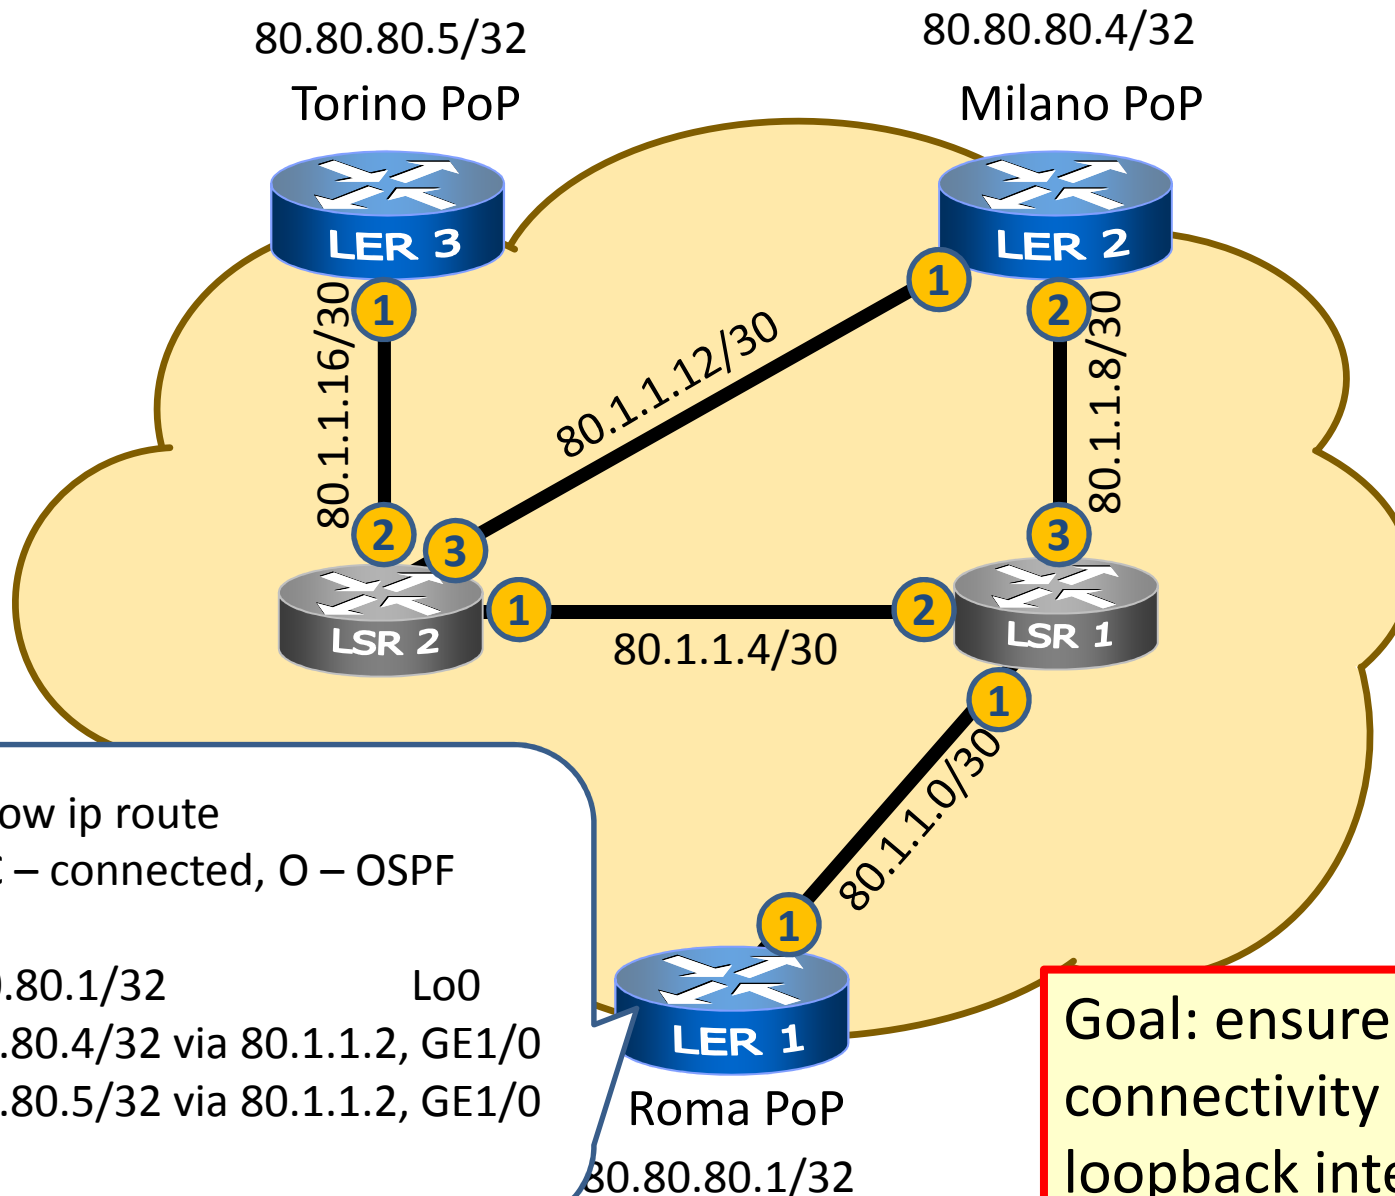 80.80.80.5/32
80.80.80.4/32
Torino PoP
Milano PoP
LER 3
LER 2
1
1
2
80.1.1.16/30
80.1.1.12/30
80.1.1.8/30
2
3
3
1
2
LSR 2
LSR 1
80.1.1.4/30
1
80.1.1.0/30
ow ip route
– connected, O – OSPF
.80.1/32 Lo0
.80.4/32 via 80.1.1.2, GE1/0
.80.5/32 via 80.1.1.2, GE1/0
1
LER 1
Roma PoP
80.80.80.1/32
Goal: ensure
connectivity
loopback inte